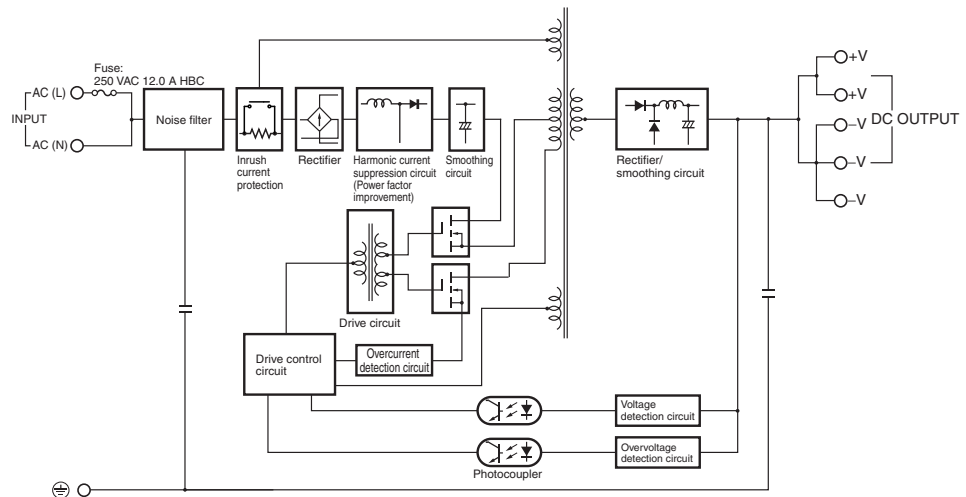 Fuse:
250 VAC 12.0 A HBC
AC (L)
INPUT
AC (N)
Noise filter
Inrush
current
protection
Rectifier
Harmonic current
suppression circuit
(Power factor
improvement)
Smoothing
circuit
Rectifier/
smoothing circuit
+V
+V
–V
–V
–V
DC OUTPUT
Drive circuit
Drive control
circuit
Overcurrent
detection circuit
Voltage
detection circuit
Overvoltage
detection circuit
Photocoupler